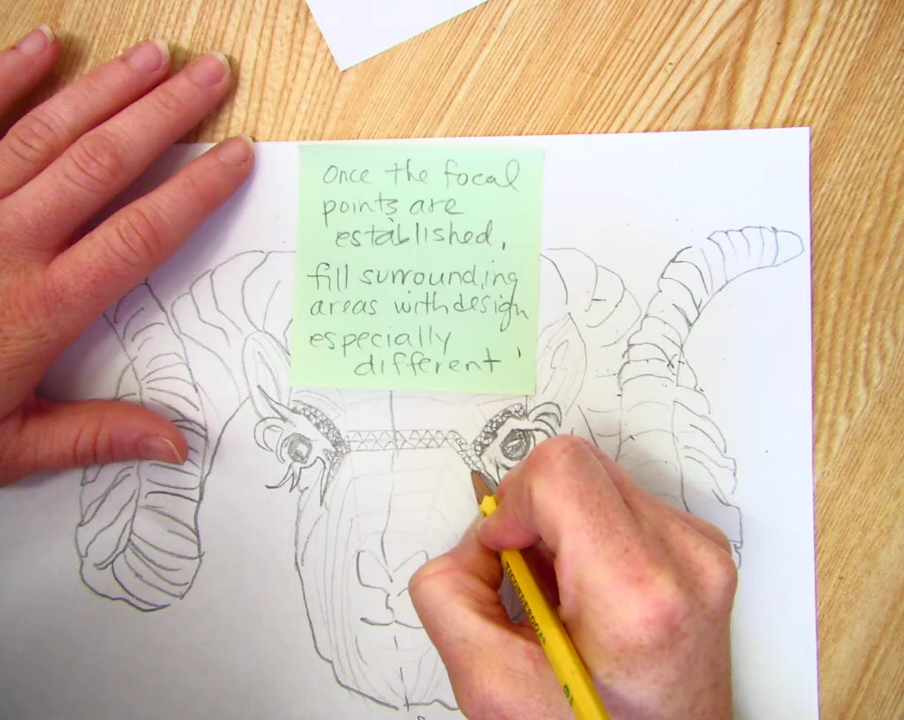 Once the focal
points are
established,
fill surrounding
areas with design
especially
different